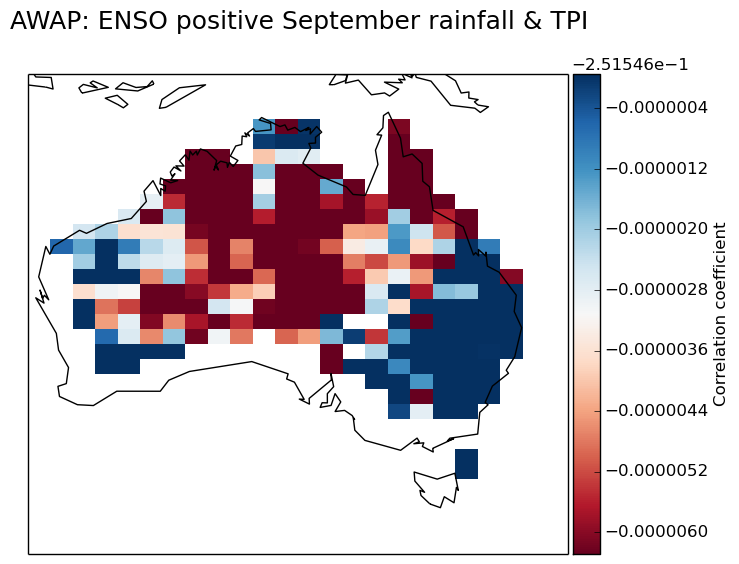 AWAP: ENSO positive September rainfall & TPI
−2.51546e−1
−0.0000004
−0.0000012
−0.0000020
−0.0000028
−0.0000036
−0.0000044
−0.0000052
−0.0000060
Correlation coefficient